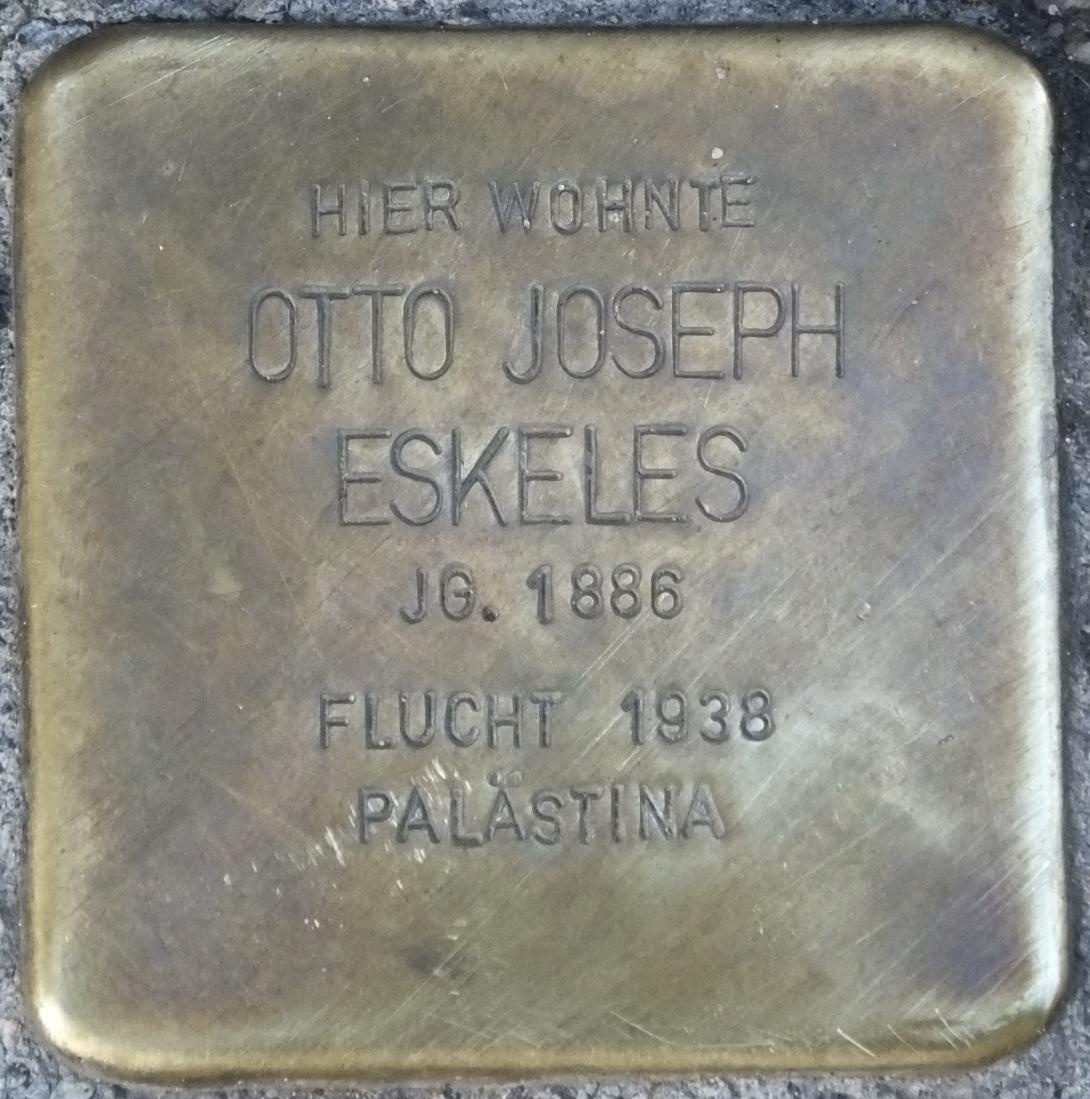 HIER WOHNTE
OTTO JOSEPH
ESKELES
JG. 1886
FLUCHT 1938
PALÄSTINA